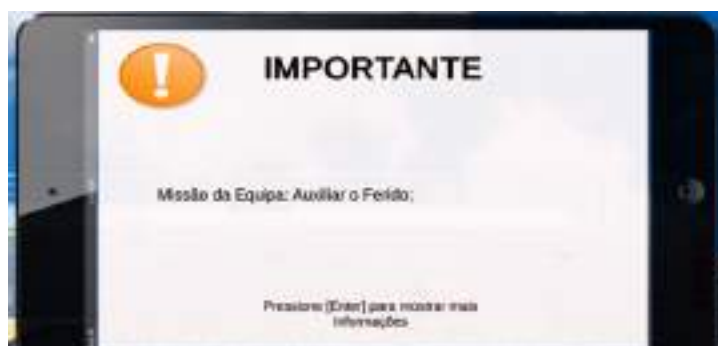 IMPORTANTE
Missão da Equipa: Auxiliar o Ferido;
Pressione [Enter] para mostrar mais
Informações